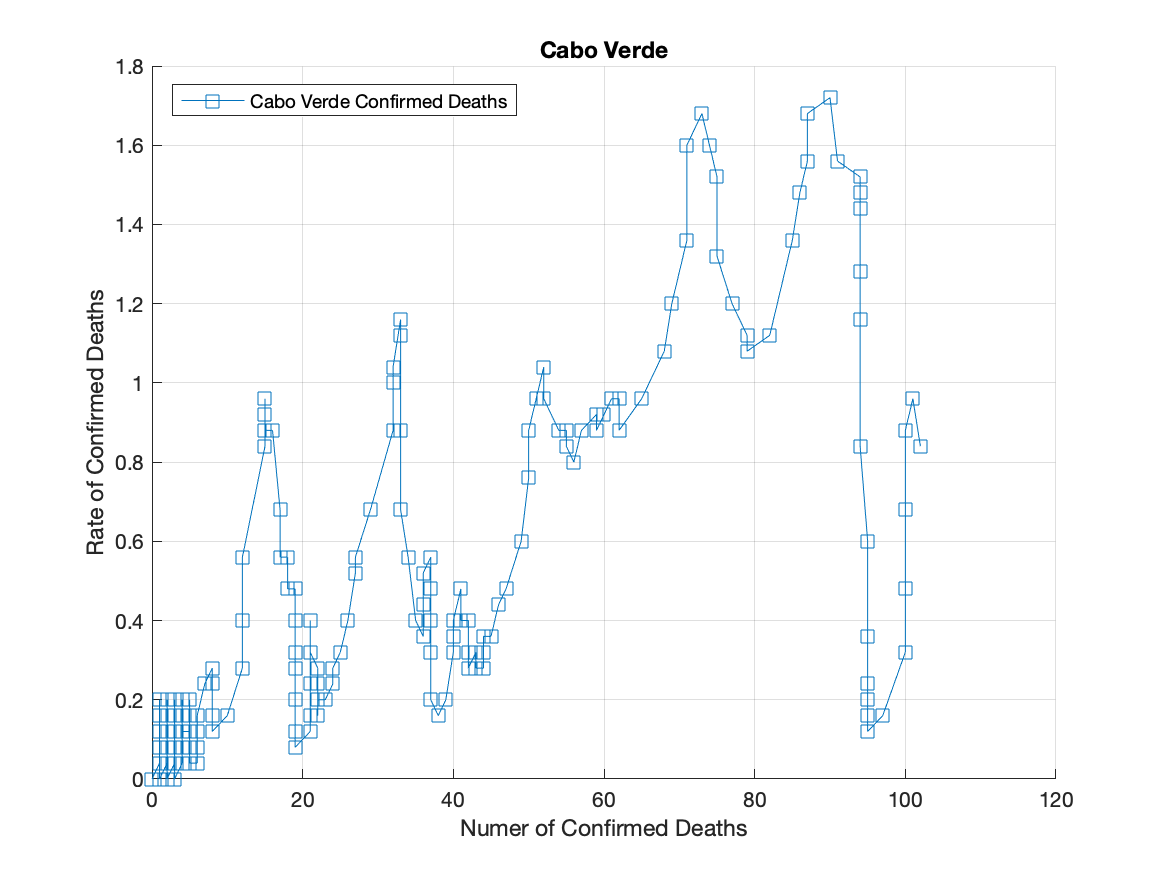 Cabo Verde
Cabo Verde Confirmed Deaths
Rate of Confirmed Deaths
1.8
1.6
1.4
1.2
1
0.8
0.6
0.4
0.2
0
0 20 40 60 80 100 120
Numer of Confirmed Deaths